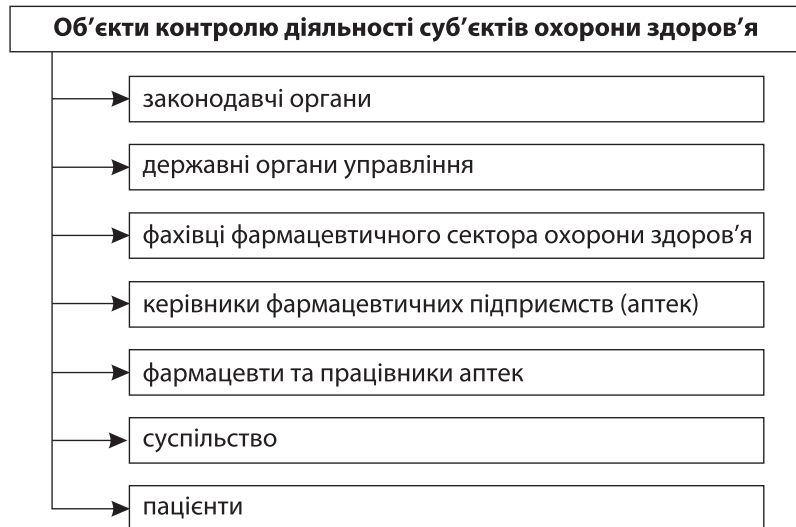 Об’єкти контролю діяльності суб’єктів охорони здоров’я
законодавчі органи
державні органи управління
фахівці фармацевтичного сектора охорони здоров’я
керівники фармацевтичних підприємств (аптек)
фармацевти та працівники аптек
суспільство
пацієнти